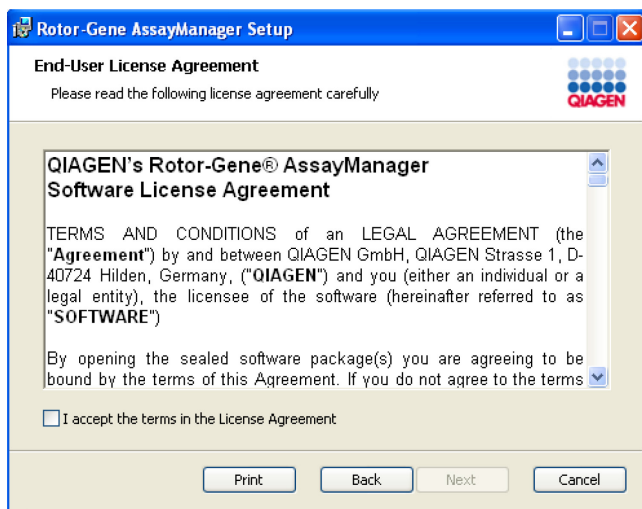 Rotor-Gene AssayManager Setup
End-User License Agreement
Please read the following license agreement carefully
QIAGEN
QIAGEN's Rotor-Gene® AssayManager
Software License Agreement
TERMS AND CONDITIONS of an LEGAL AGREEMENT (the
"Agreement") by and between QIAGEN GmbH, QIAGEN Strasse 1, D-
40724 Hilden, Germany, ("QIAGEN") and you (either an individual or a
legal entity), the licensee of the software (hereinafter referred to as
"SOFTWARE")
By opening the sealed software package(s) you are agreeing to be
bound by the terms of this Agreement. If you do not agree to the terms
I accept the terms in the License Agreement
Print
Back
Next
Cancel